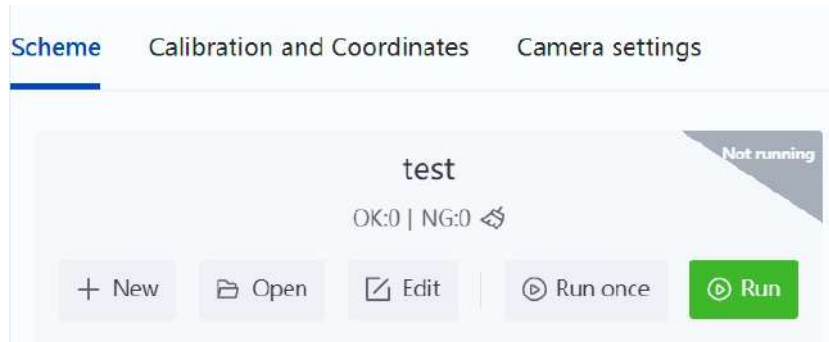 Scheme Calibration and Coordinates Camera settings
Not running
test
OK:0 | NG:0
New Open Edit Run once Run